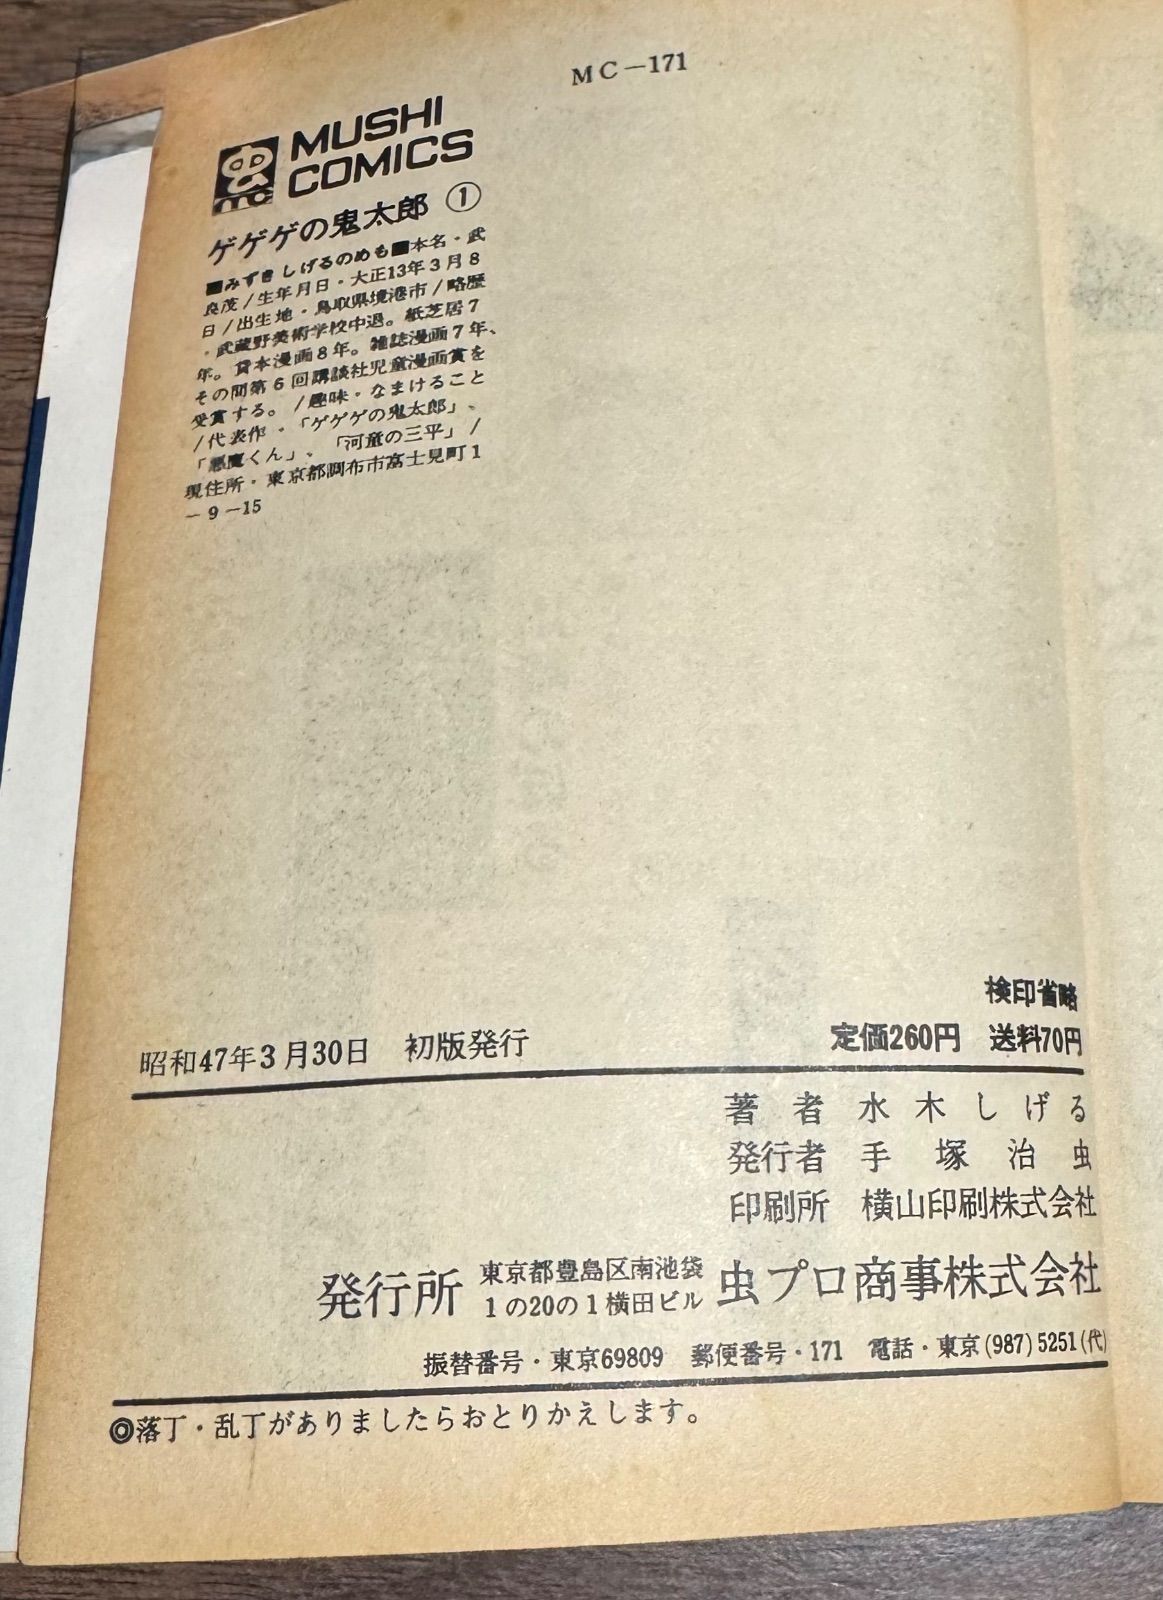 MC－171
MUSHI
COMICS
虫
mc
ゲゲゲの鬼太郎 ①
■みずきしげるのめも■本名・武
良茂/生年月日・大正13年3月8
日/出生地・鳥取県境港市/略歴
・武蔵野美術学校中退。紙芝居7
年。貸本漫画8年。雑誌漫画7年、
その間第6回講談社児童漫画賞を
受賞する。/趣味・なまけること
/代表作・「ゲゲゲの鬼太郎」、
「悪魔くん」、「河童の三平」/
現住所・東京都調布市富士見町1
－9－15
検印省略
昭和47年3月30日　初版発行　定価260円　送料70円
著者　水木しげる
発行者　手塚治虫
印刷所　横山印刷株式会社
発行所　東京都豊島区南池袋
1の20の1横田ビル　虫プロ商事株式会社
振替番号・東京69809　郵便番号・171　電話・東京(987)5251(代)
◎落丁・乱丁がありましたらおとりかえします。